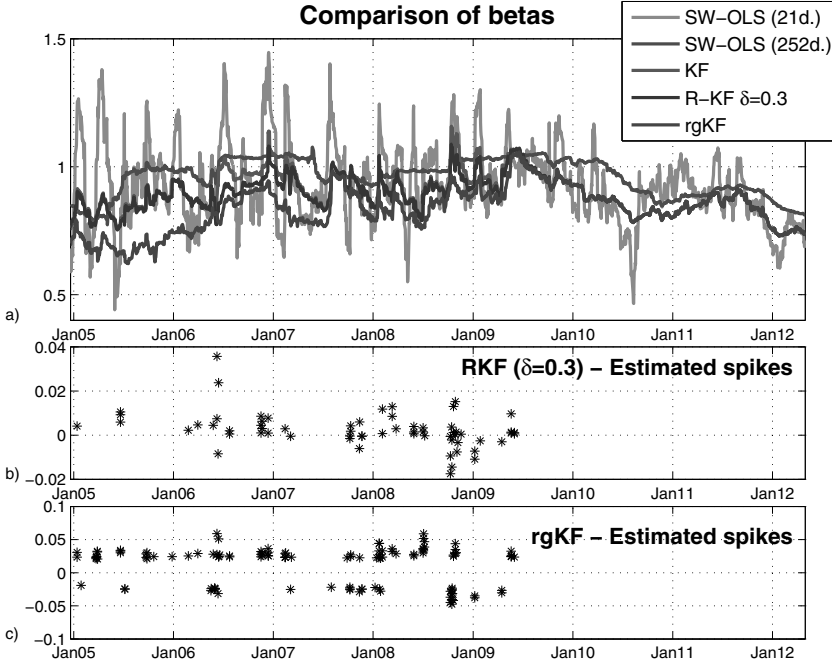 Comparison of betas
SW−OLS (21d.)
SW−OLS (252d.)
KF
R−KF δ=0.3
rgKF
1.5
1
0.5
a)
Jan05 Jan06 Jan07 Jan08 Jan09 Jan10 Jan11 Jan12
RKF (δ=0.3) − Estimated spikes
0.04
0.02
0
−0.02
b)
Jan05 Jan06 Jan07 Jan08 Jan09 Jan10 Jan11 Jan12
rgKF − Estimated spikes
0.1
0.05
0
−0.05
−0.1
c)
Jan05 Jan06 Jan07 Jan08 Jan09 Jan10 Jan11 Jan12